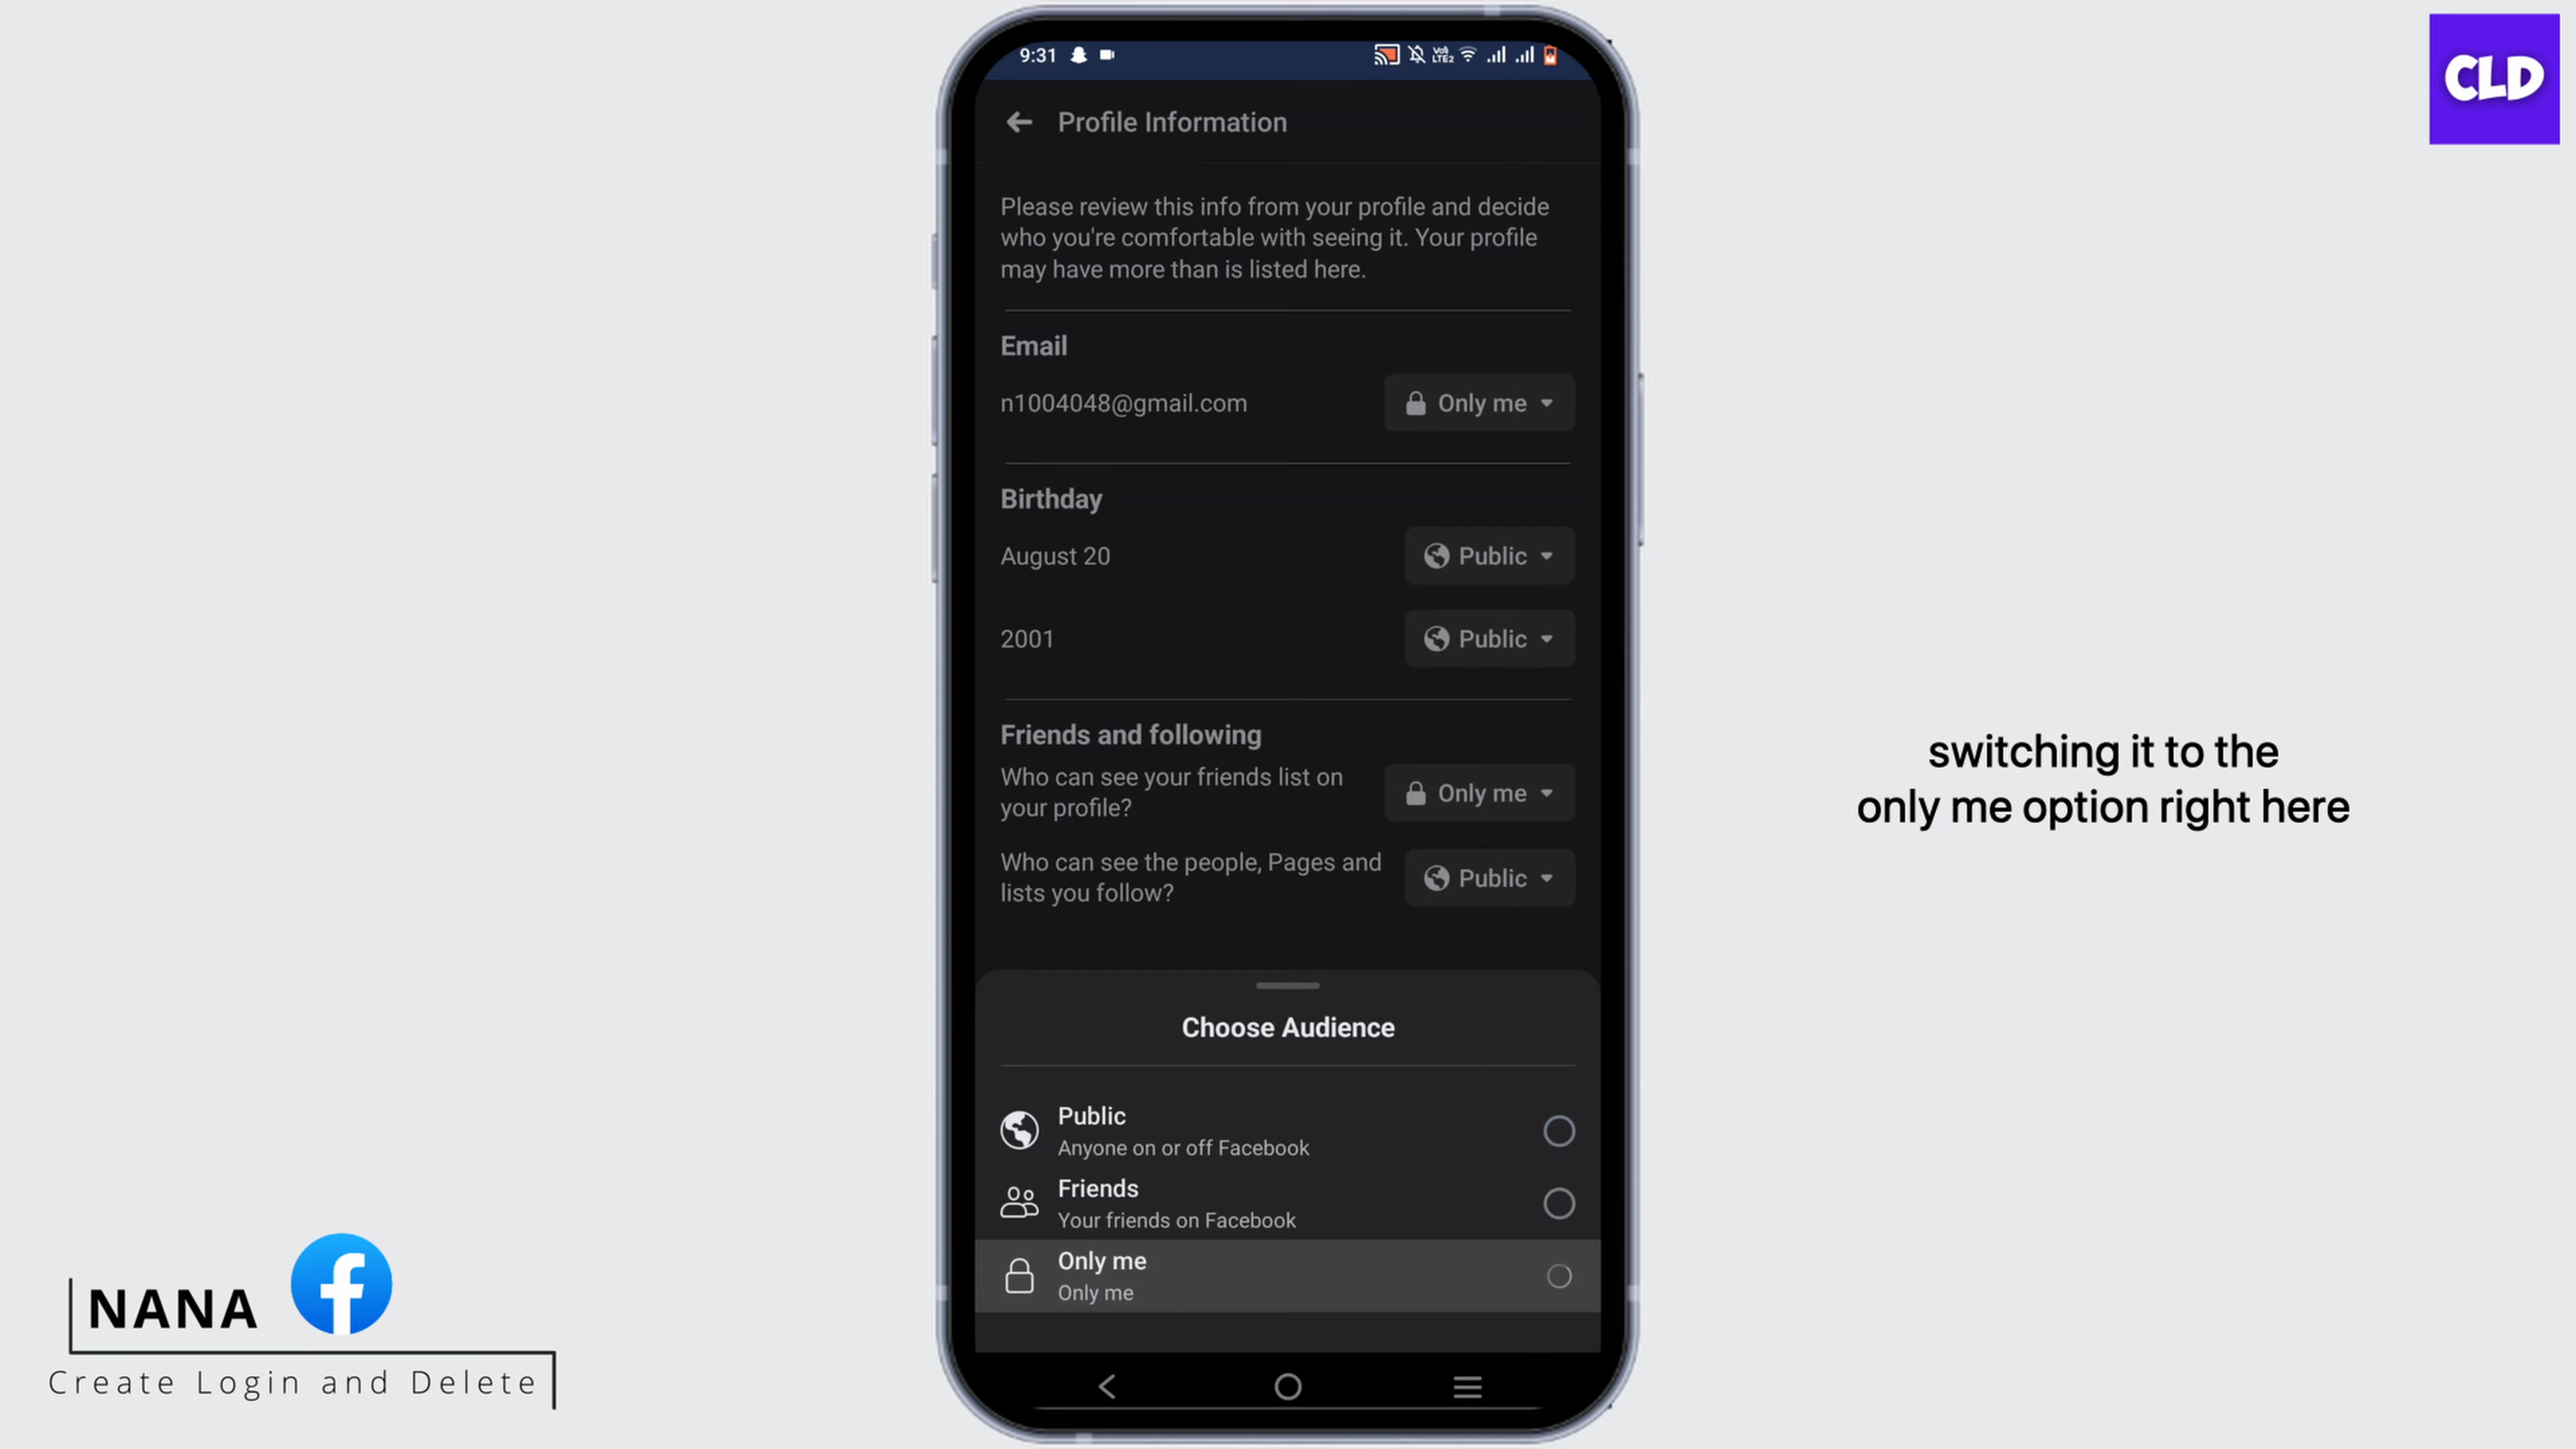 9:31
VoLTE2
CLD
Profile Information
Please review this info from your profile and decide
who you're comfortable with seeing it. Your profile
may have more than is listed here.
Email
n1004048@gmail.com
Only me
Birthday
August 20
Public
2001
Public
Friends and following
Who can see your friends list on
your profile?
Only me
Who can see the people, Pages and
lists you follow?
Public
switching it to the
only me option right here
Choose Audience
Public
Anyone on or off Facebook
Friends
Your friends on Facebook
Only me
Only me
NANA
Create Login and Delete